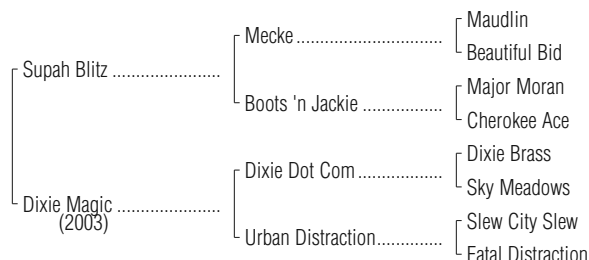 Maudlin
Mecke
Beautiful Bid
Supah Blitz
Major Moran
Boots 'n Jackie
Cherokee Ace
Dixie Brass
Dixie Dot Com
Sky Meadows
Dixie Magic
(2003)
Slew City Slew
Urban Distraction
Fatal Distraction